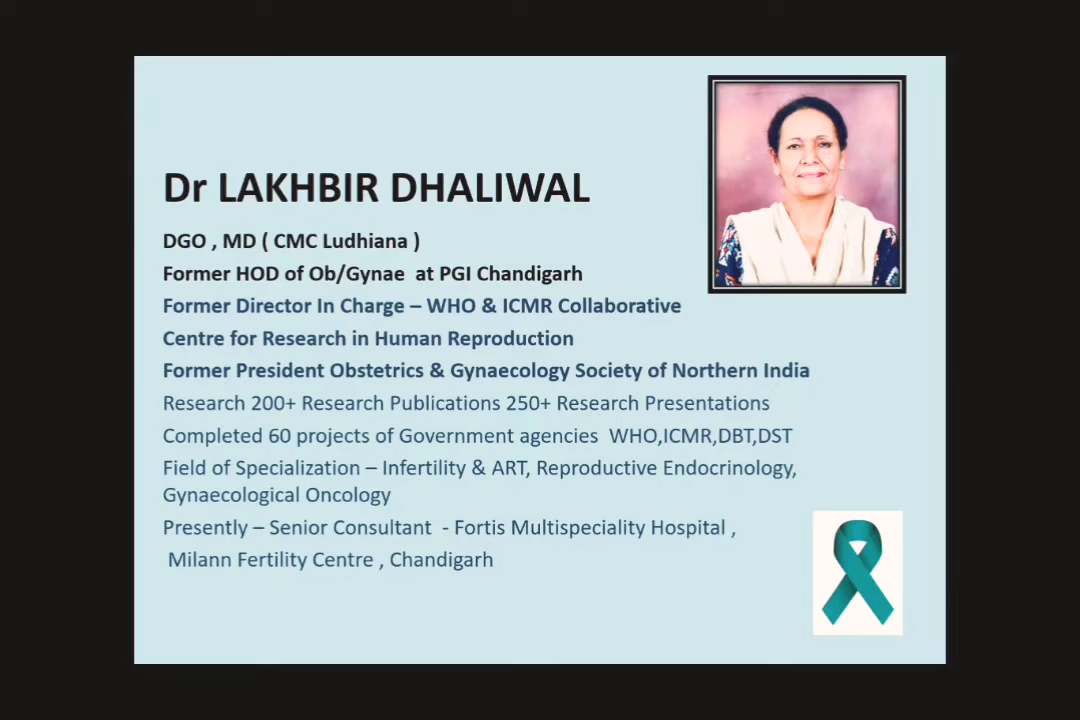 Dr LAKHBIR DHALIWAL
DGO , MD ( CMC Ludhiana )
Former HOD of Ob/Gynae at PGI Chandigarh
Former Director In Charge – WHO & ICMR Collaborative
Centre for Research in Human Reproduction
Former President Obstetrics & Gynaecology Society of Northern India
Research 200+ Research Publications 250+ Research Presentations
Completed 60 projects of Government agencies WHO,ICMR,DBT,DST
Field of Specialization – Infertility & ART, Reproductive Endocrinology,
Gynaecological Oncology
Presently – Senior Consultant - Fortis Multispeciality Hospital ,
Milann Fertility Centre , Chandigarh